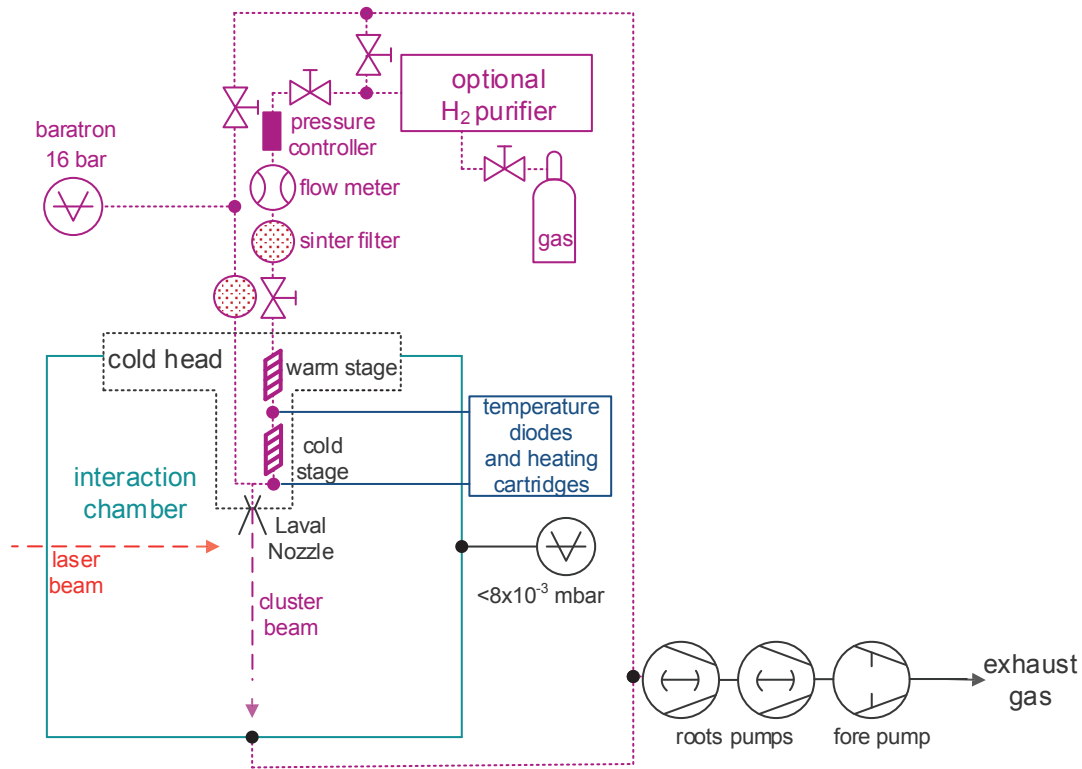 optional
H2 purifier
pressure
controller
baratron
16 bar
flow meter
sinter filter
gas
cold head
warm stage
temperature
diodes
and heating
cartridges
cold
stage
interaction
chamber
Laval
Nozzle
laser
beam
<8x10-3 mbar
cluster
beam
exhaust
gas
roots pumps
fore pump